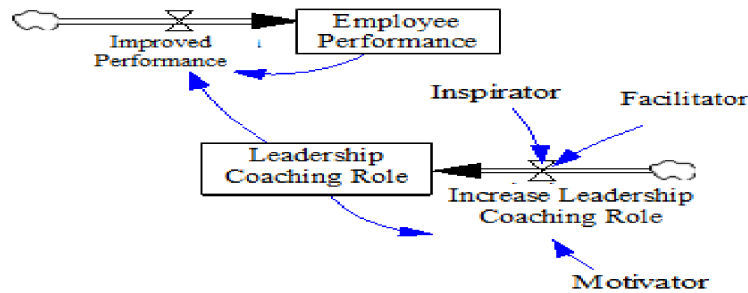 Employee
Performance
Improved
Performance
Inspirator
Facilitator
Leadership
Coaching Role
Increase Leadership
Coaching Role
Motivator